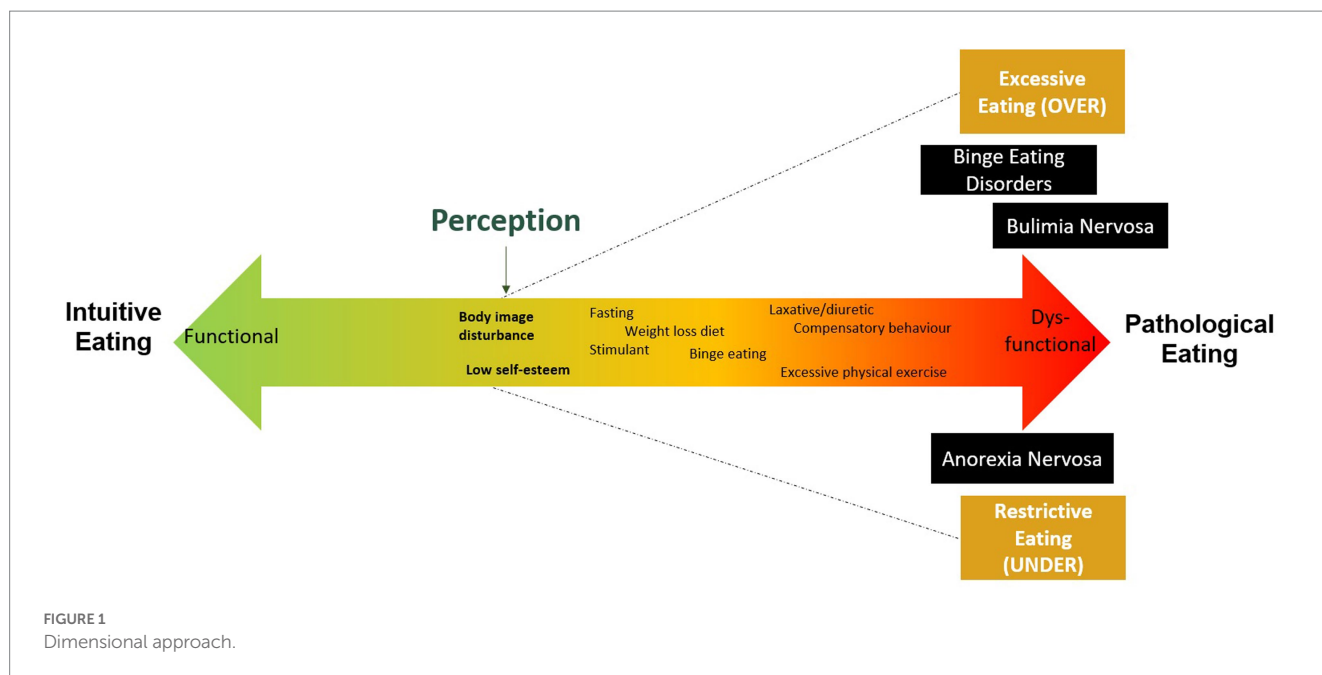 Excessive
Eating (OVER)
Binge Eating
Disorders
Bulimia Nervosa
Perception
Intuitive
Eating
Functional
Body image
disturbance
Low self-esteem
Fasting
Weight loss diet
Stimulant
Binge eating
Laxative/diuretic
Compensatory behaviour
Excessive physical exercise
Dys-
functional
Pathological
Eating
Anorexia Nervosa
Restrictive
Eating
(UNDER)
FIGURE 1
Dimensional approach.